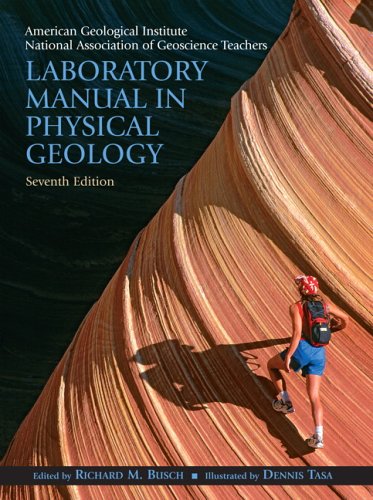 American Geological Institute
National Association of Geoscience Teachers
LABORATORY
MANUAL IN
PHYSICAL
GEOLOGY
Seventh Edition
Edited by RICHARD M. BUSCH ■ Illustrated by DENNIS TASA